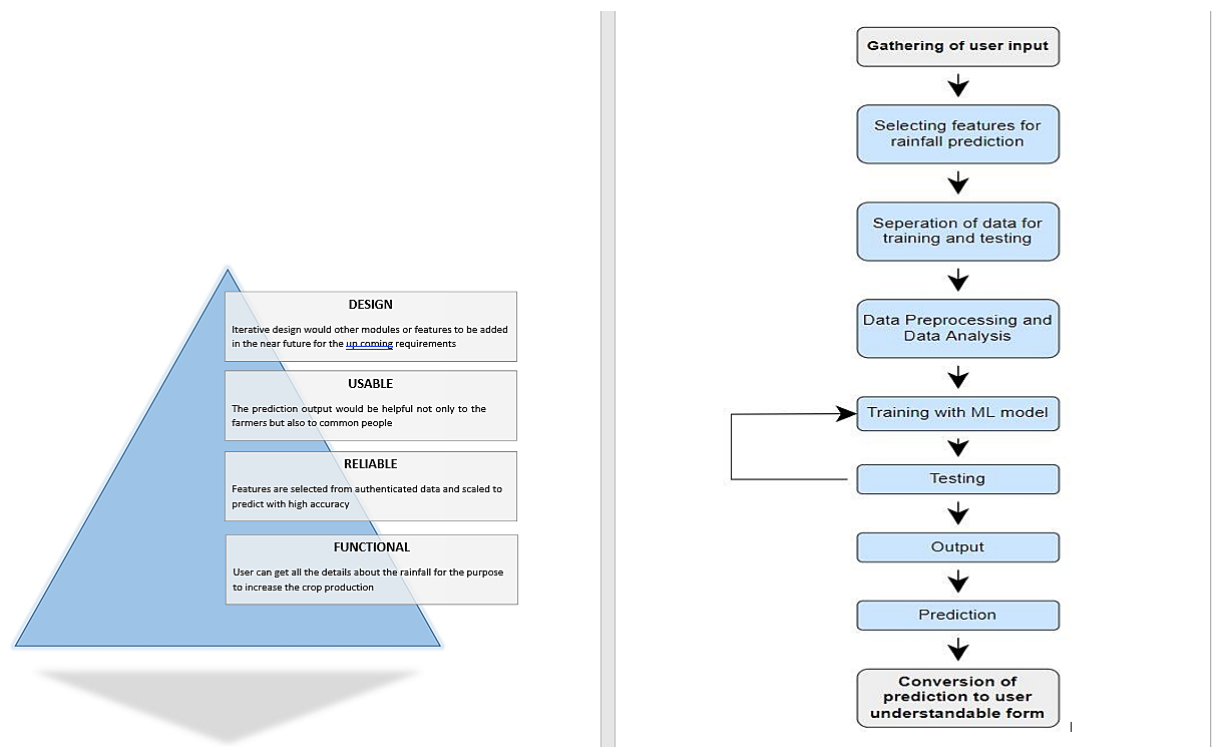 DESIGN
Iterative design would other modules or features to be added
in the near future for the up coming requirements
USABLE
The prediction output would be helpful not only to the
farmers but also to common people
RELIABLE
Features are selected from authenticated data and scaled to
predict with high accuracy
FUNCTIONAL
User can get all the details about the rainfall for the purpose
to increase the crop production
Gathering of user input
Selecting features for
rainfall prediction
Seperation of data for
training and testing
Data Preprocessing and
Data Analysis
Training with ML model
Testing
Output
Prediction
Conversion of
prediction to user
understandable form